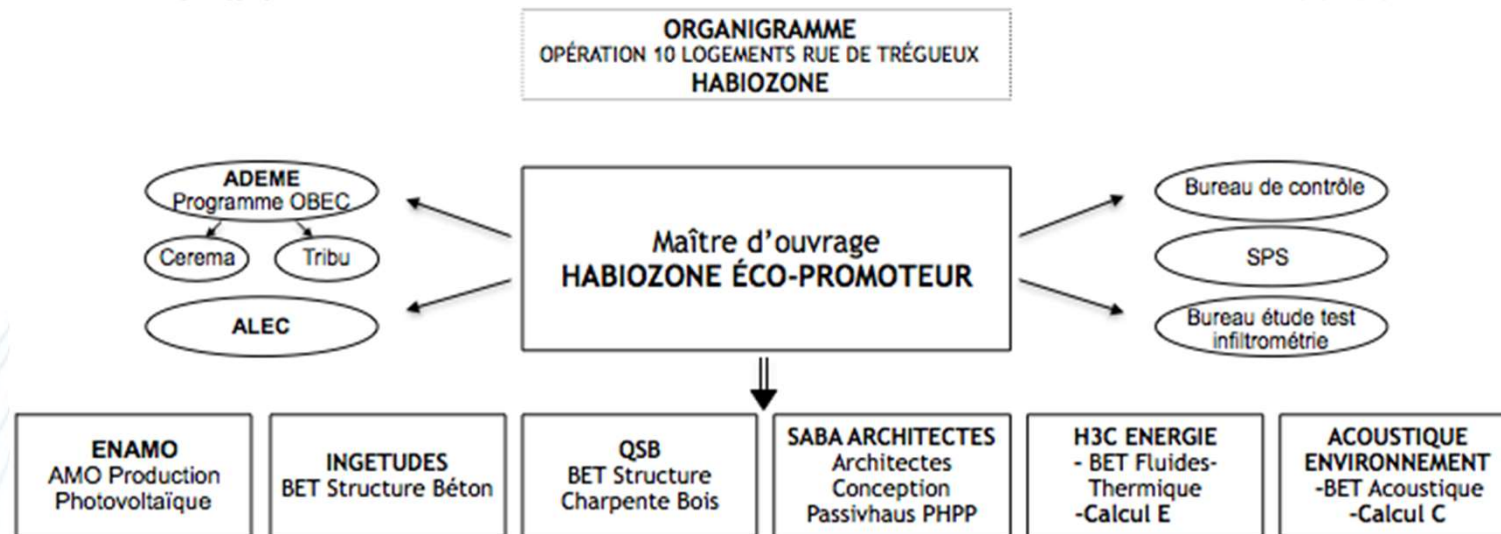 ORGANIGRAMME
OPÉRATION 10 LOGEMENTS RUE DE TRÉGUEUX
HABIOZONE
ADEME
Programme OBEC
Cerema
Tribu
ALEC
Maître d'ouvrage
HABIOZONE ÉCO-PROMOTEUR
Bureau de contrôle
SPS
Bureau étude test
infiltrométrie
ENAMO
AMO Production
Photovoltaïque
INGETUDES
BET Structure Béton
QSB
BET Structure
Charpente Bois
SABA ARCHITECTES
Architectes
Conception
Passivhaus PHPP
H3C ENERGIE
- BET Fluides-
Thermique
-Calcul E
ACOUSTIQUE
ENVIRONNEMENT
-BET Acoustique
-Calcul C